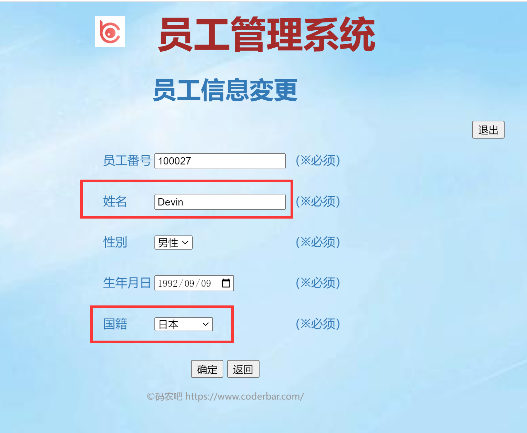 员工管理系统
员工信息变更
退出
员工番号 100027 (※必须)
姓名 Devin (※必须)
性别 男性 (※必须)
生年月日 1992/09/09 (※必须)
国籍 日本 (※必须)
确定 返回
©码农吧 https://www.coderbar.com/